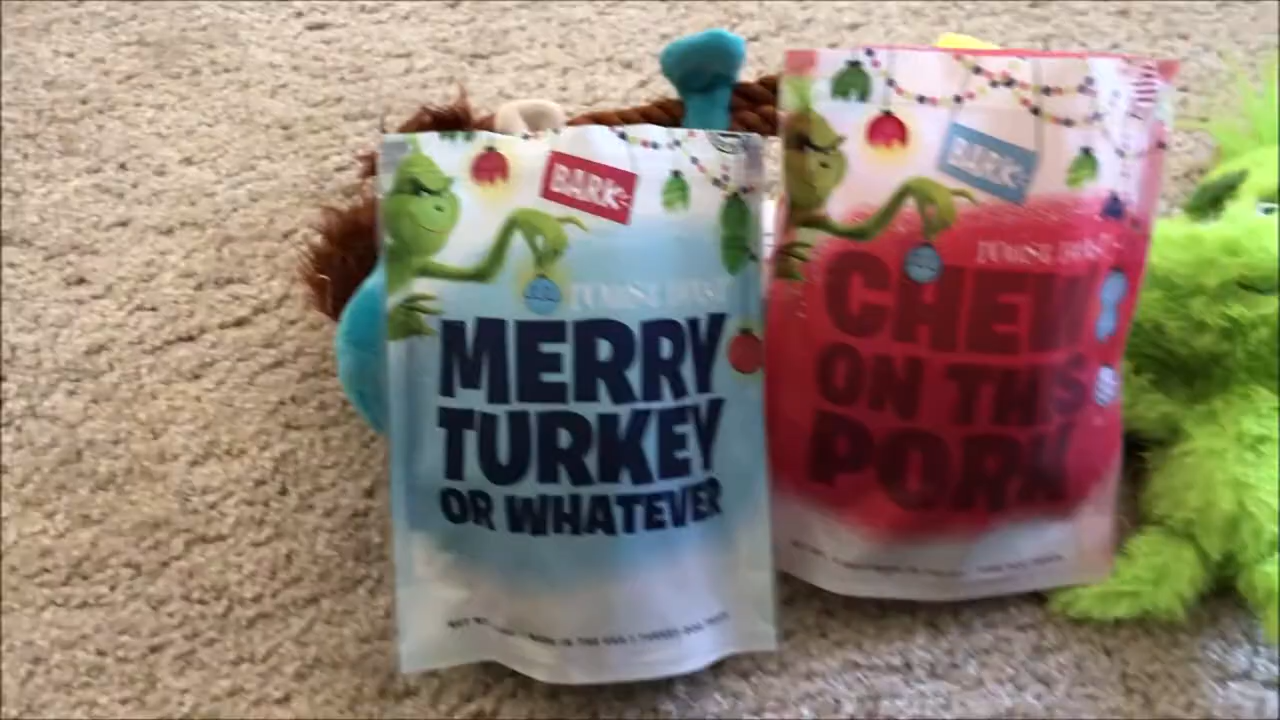 BARK
MERRY
TURKEY
OR WHATEVER
BARK
CHEW
ON THIS
PORK